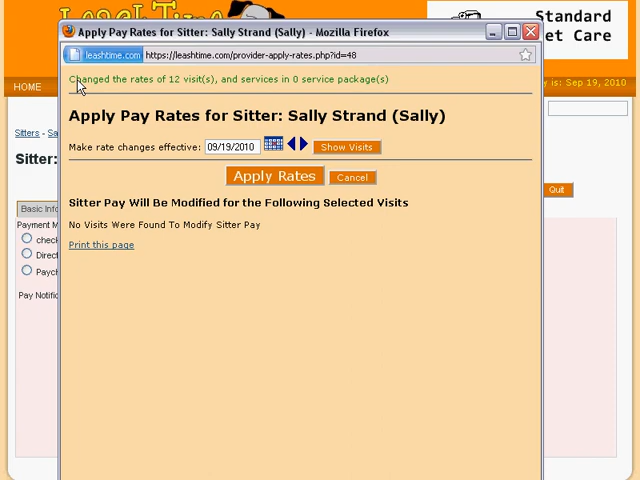 Apply Pay Rates for Sitter: Sally Strand (Sally) - Mozilla Firefox
Standard
et Care
leashtime.com https://leashtime.com/provider-apply-rates.php?id=48
Changed the rates of 12 visit(s), and services in 0 service package(s)
HOME
y is: Sep 19, 2010
Apply Pay Rates for Sitter: Sally Strand (Sally)
Sitters - Sa
Make rate changes effective: 09/19/2010 Show Visits
Sitter:
Apply Rates Cancel
Quit
Sitter Pay Will Be Modified for the Following Selected Visits
Basic Info
Payment M
No Visits Were Found To Modify Sitter Pay
check
Print this page
Direct
Paych
Pay Notific